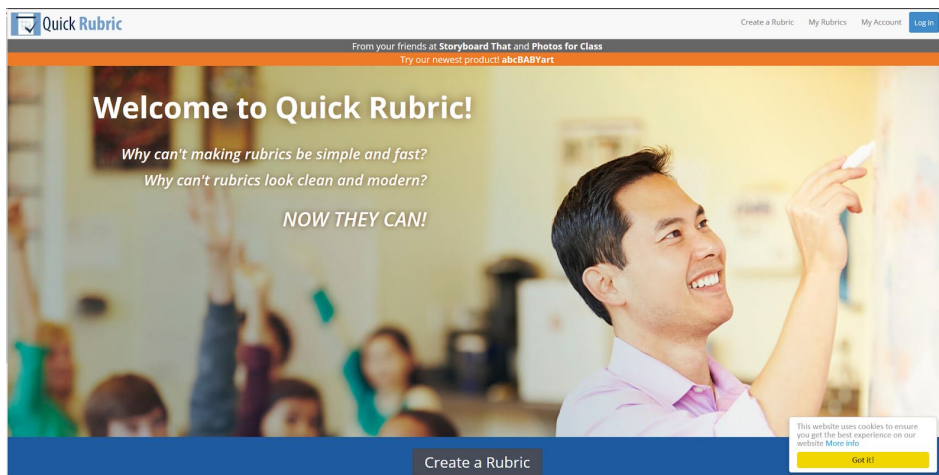 Quick Rubric
Create a Rubric My Rubrics My Account Log in
From your friends at Storyboard That and Photos for Class
Try our newest product! abcBABYart
Welcome to Quick Rubric!
Why can't making rubrics be simple and fast?
Why can't rubrics look clean and modern?
NOW THEY CAN!
This website uses cookies to ensure
you get the best experience on our
website More info
Got it!
Create a Rubric